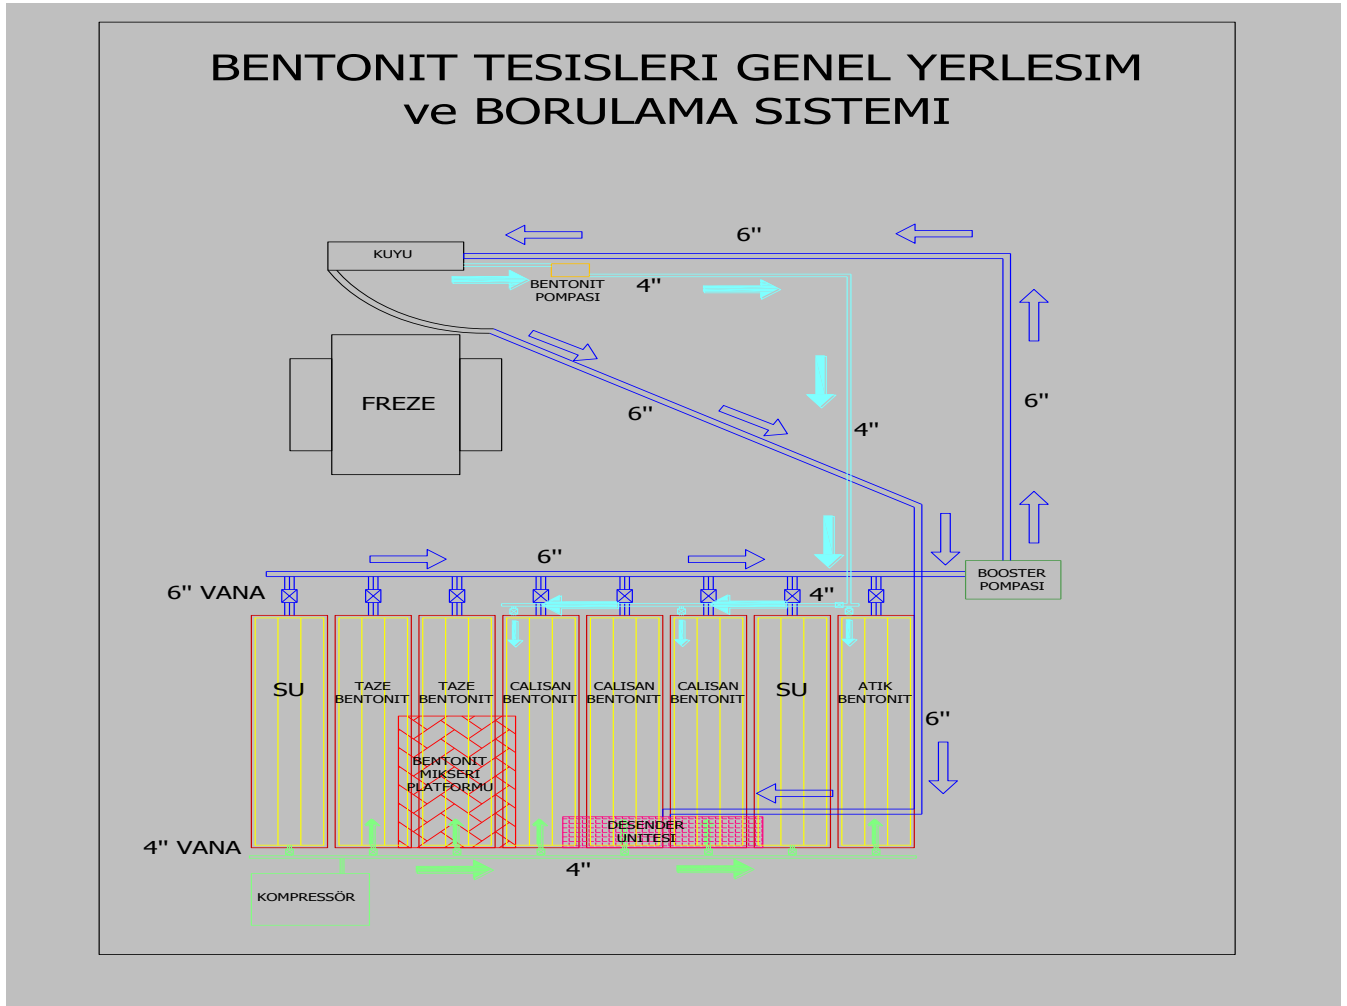 BENTONIT TESISLERI GENEL YERLESIM
ve BORULAMA SISTEMI
6"
KUYU
BENTONIT
POMPASI
4"
FREZE
6"
6"
4"
6"
BOOSTER
POMPASI
6" VANA
4"
SU
TAZE
BENTONIT
TAZE
BENTONIT
CALISAN
BENTONIT
CALISAN
BENTONIT
CALISAN
BENTONIT
SU
ATIK
BENTONIT
6"
BENTONIT
MIKSERI
PLATFORMU
DESENDER
UNITESI
4" VANA
4"
KOMPRESSÖR